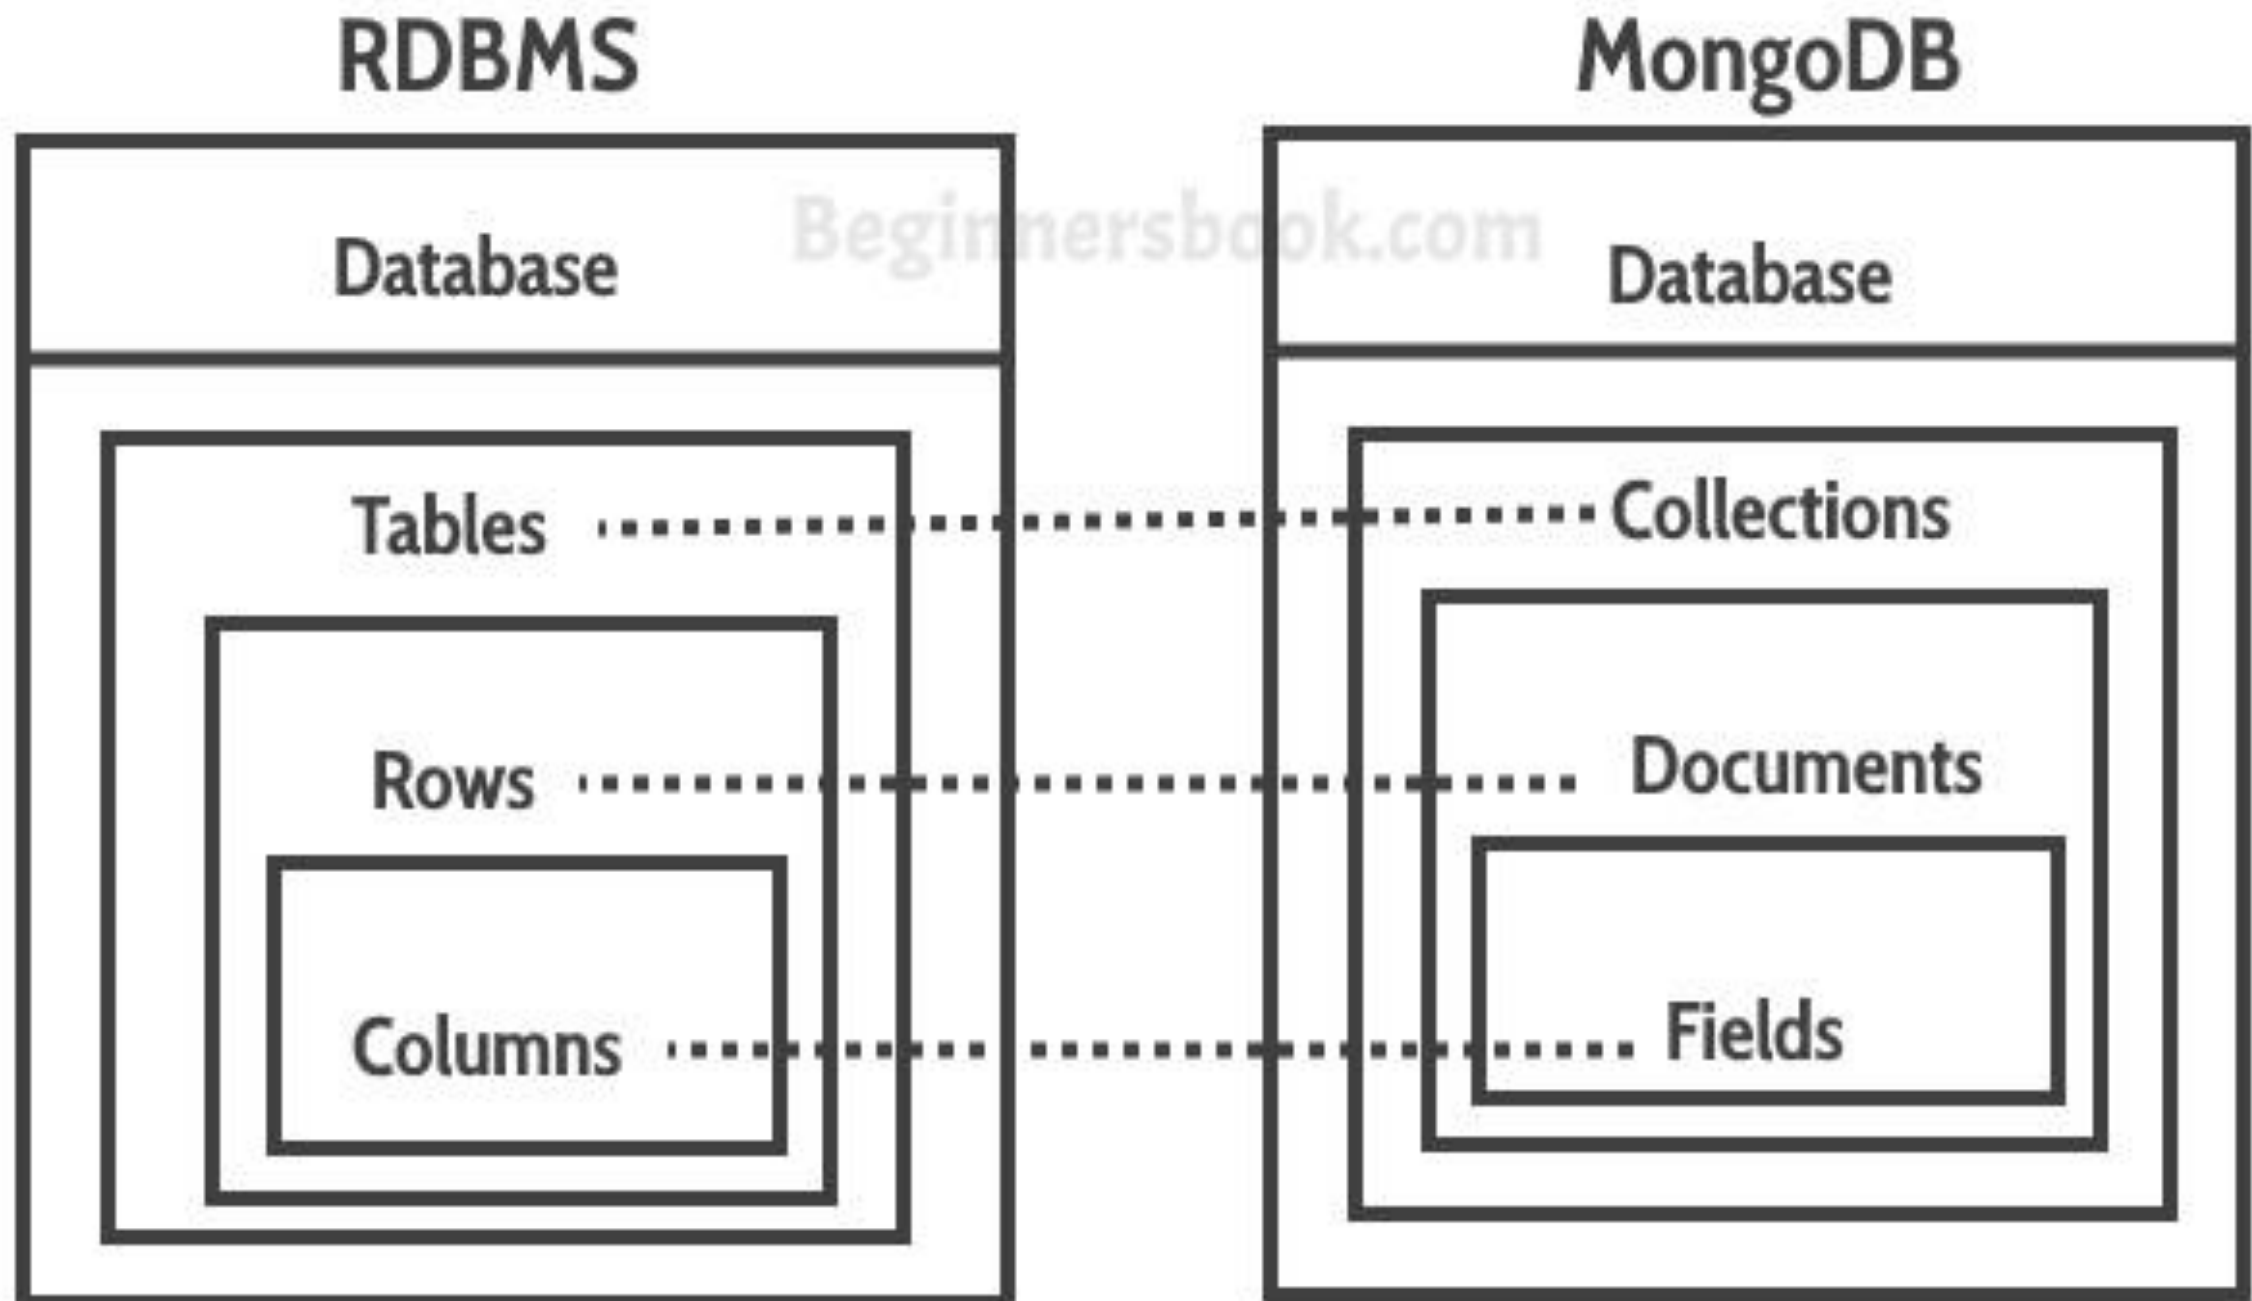 RDBMS
MongoDB
Beginnersbook.com
Database
Database
Tables
Collections
Rows
Documents
Columns
Fields